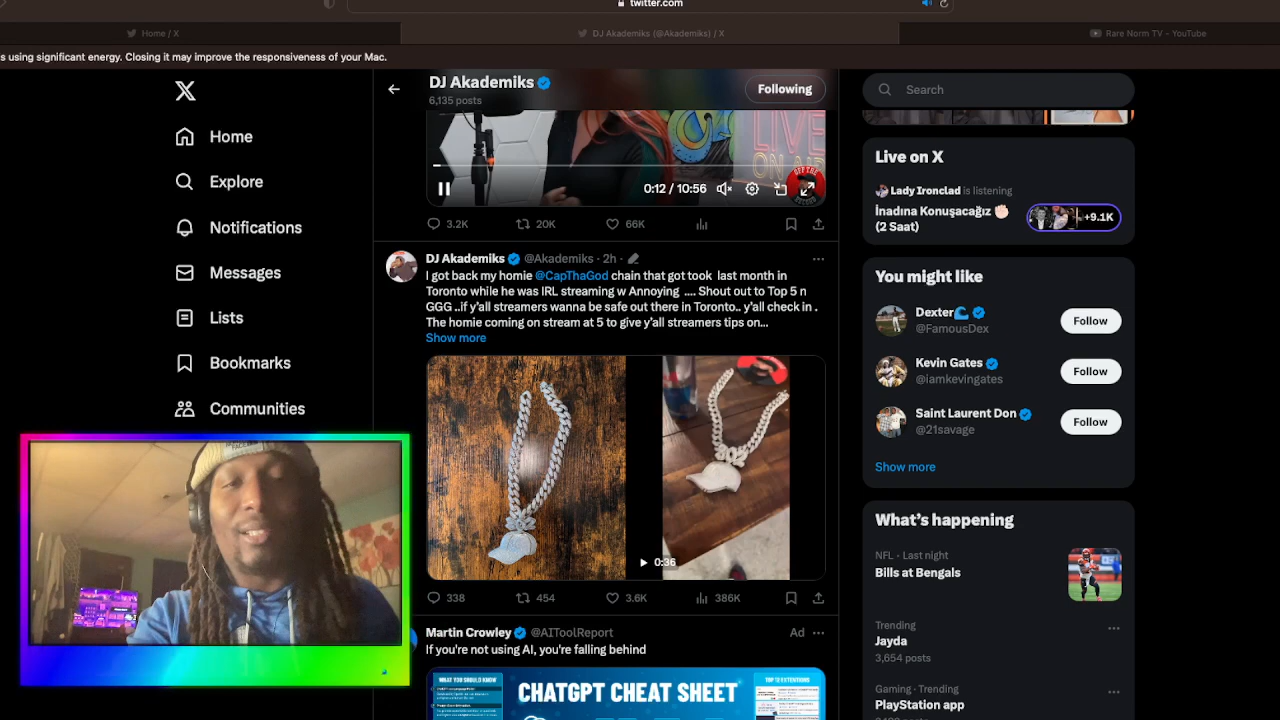 twitter.com
Home / X
DJ Akademiks (@Akademiks) / X
Rare Norm TV - YouTube
s using significant energy. Closing it may improve the responsiveness of your Mac.
Home
Explore
Notifications
Messages
Lists
Bookmarks
Communities
DJ Akademiks
6,135 posts
Following
LIVE
ON AIR
OFF THE
RECORD
0:12 / 10:56
3.2K
20K
66K
DJ Akademiks @Akademiks · 2h ·
I got back my homie @CapThaGod chain that got took last month in
Toronto while he was IRL streaming w Annoying .... Shout out to Top 5 n
GGG ..if y'all streamers wanna be safe out there in Toronto.. y'all check in .
The homie coming on stream at 5 to give y'all streamers tips on...
Show more
0:36
338
454
3.6K
386K
Martin Crowley @AIToolReport
Ad
If you're not using AI, you're falling behind
WHAT YOU SHOULD KNOW
CHATGPT CHEAT SHEET
Search
Live on X
Lady Ironclad is listening
İnadına Konuşacağız ✊🏻
(2 Saat)
+9.1K
You might like
Dexter🌊
@FamousDex
Follow
Kevin Gates
@iamkevingates
Follow
Saint Laurent Don
@21savage
Follow
Show more
What's happening
NFL · Last night
Bills at Bengals
Trending
Jayda
3,654 posts
Gaming · Trending
PlayStation app